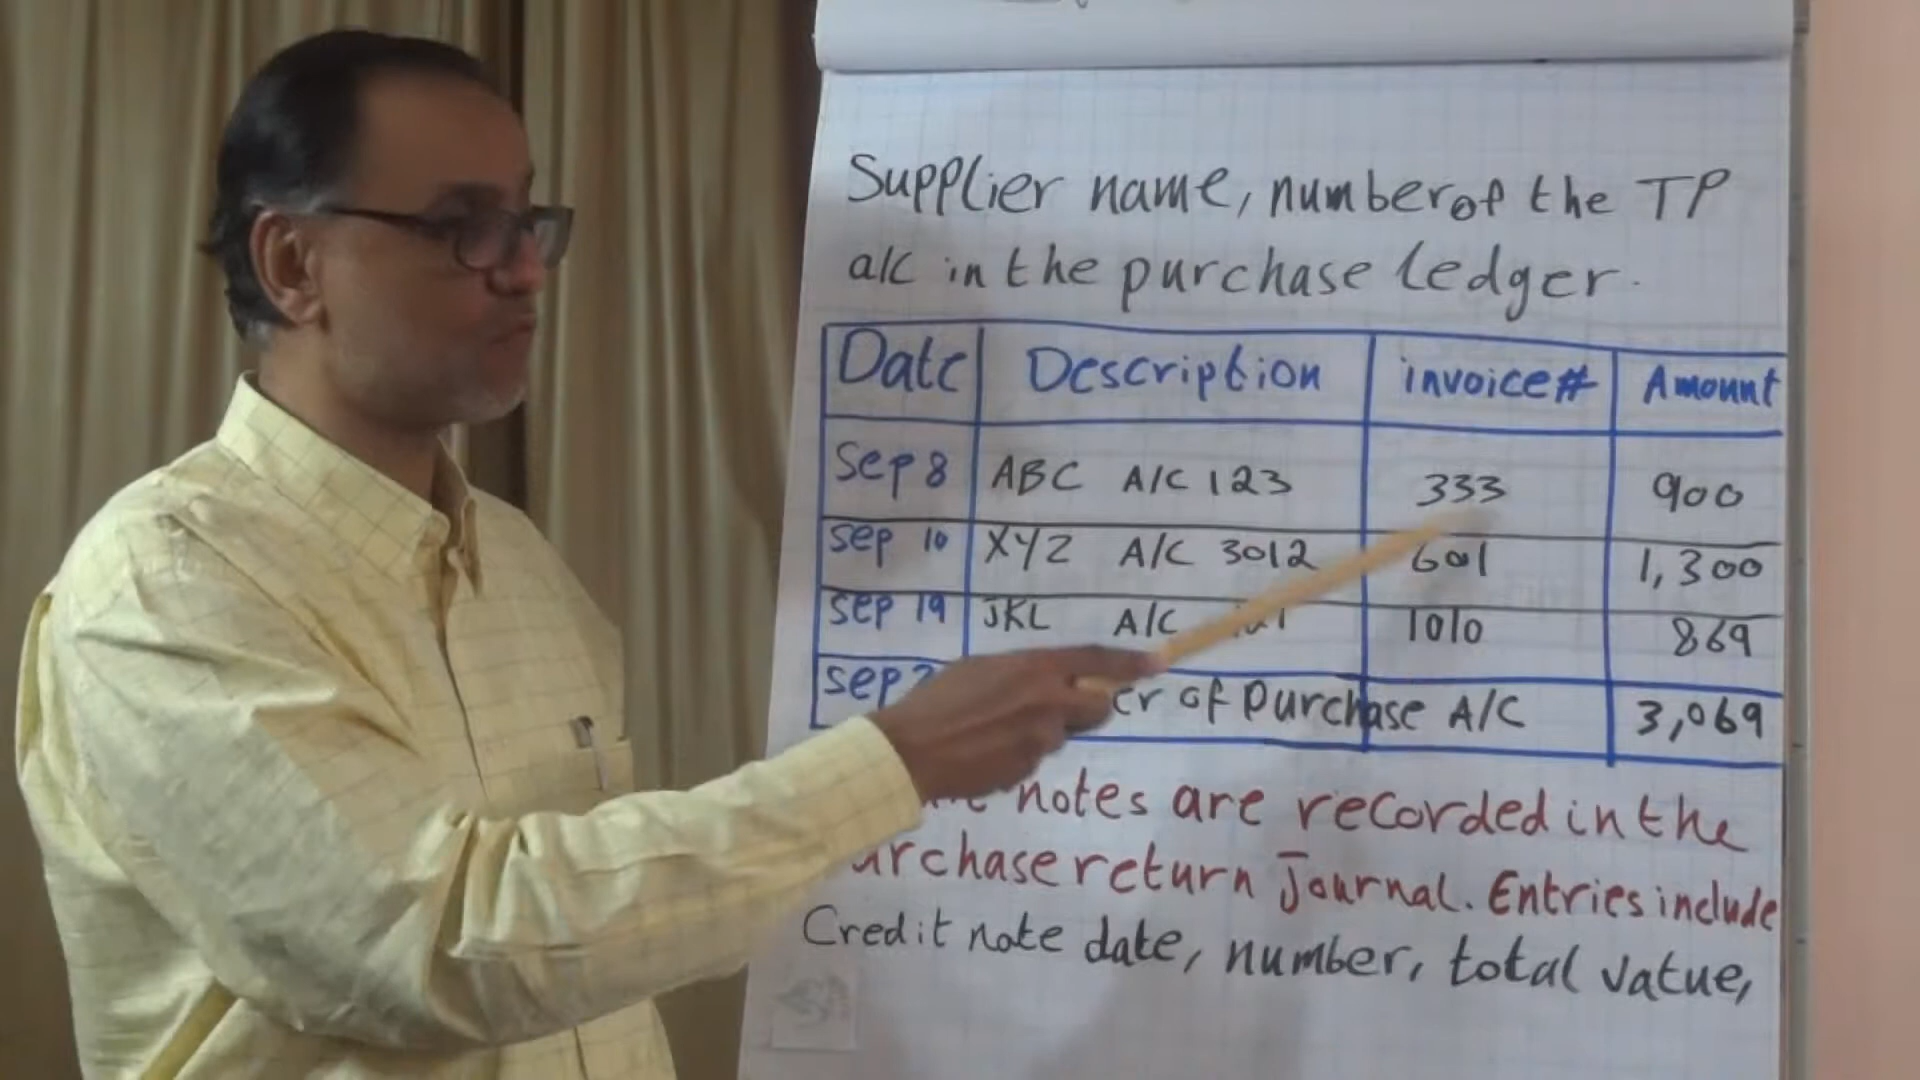 Supplier name, number of the TP
a/c in the purchase ledger.
Date Description invoice# Amount
Sep 8 ABC A/C 123 333 900
Sep 10 XYZ A/C 3012 601 1,300
Sep 19 JKL A/C 1010 869
Sep of Purchase A/C 3,069
notes are recorded in the
return Journal. Entries include
Credit note date, number, total value,